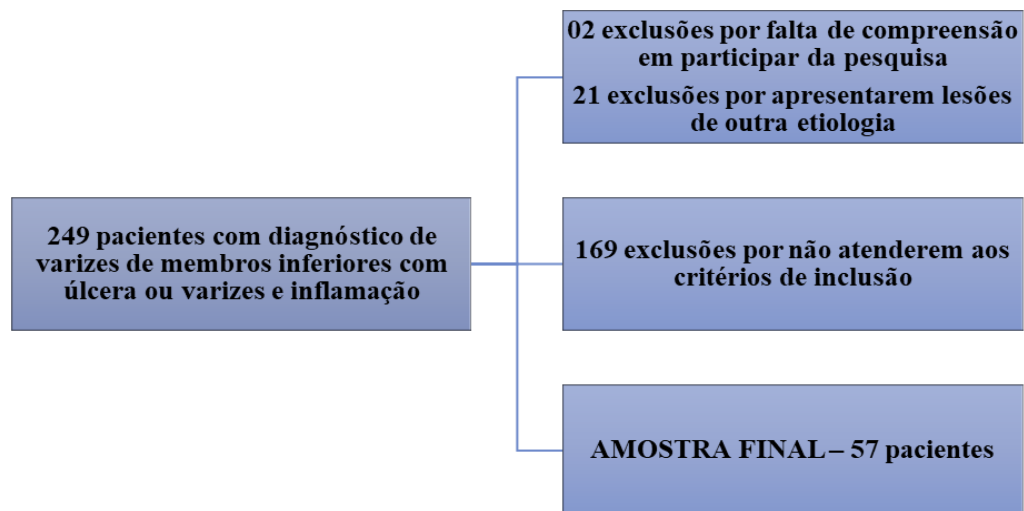 02 exclusões por falta de compreensão
em participar da pesquisa
21 exclusões por apresentarem lesões
de outra etiologia
249 pacientes com diagnóstico de
varizes de membros inferiores com
úlcera ou varizes e inflamação
169 exclusões por não atenderem aos
critérios de inclusão
AMOSTRA FINAL – 57 pacientes